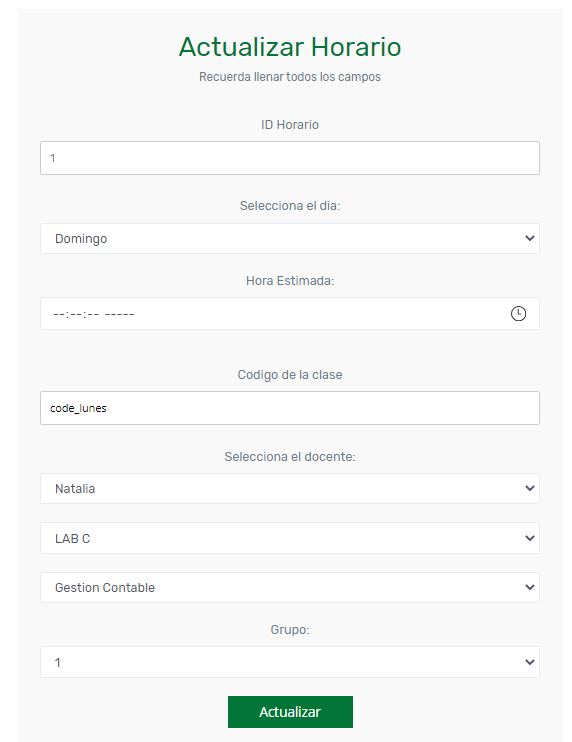 Actualizar Horario
Recuerda llenar todos los campos
ID Horario
1
Selecciona el dia:
Domingo
Hora Estimada:
--:--:-- -----
Codigo de la clase
code_lunes
Selecciona el docente:
Natalia
LAB C
Gestion Contable
Grupo:
1
Actualizar